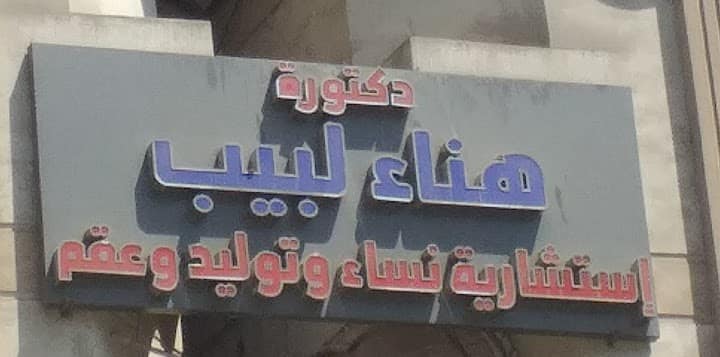 دكتورة
هناء لبيب
إستشارية نساء وتوليد وعقم